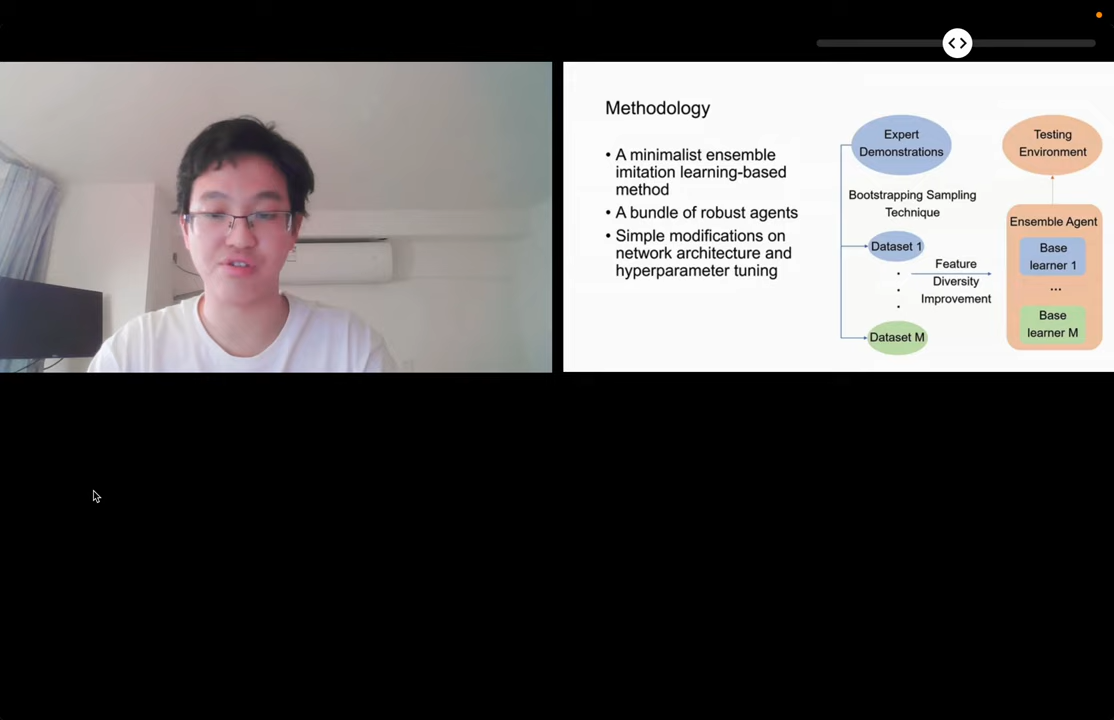 Methodology
• A minimalist ensemble
imitation learning-based
method
• A bundle of robust agents
• Simple modifications on
network architecture and
hyperparameter tuning
Expert
Demonstrations
Testing
Environment
Bootstrapping Sampling
Technique
Dataset 1
Feature
Diversity
Improvement
Dataset M
Ensemble Agent
Base
learner 1
...
Base
learner M